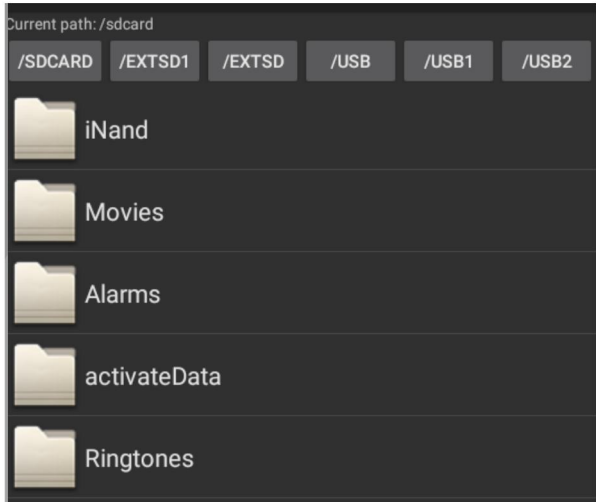 Current path: /sdcard
/SDCARD /EXTSD1 /EXTSD /USB /USB1 /USB2
iNand
Movies
Alarms
activateData
Ringtones